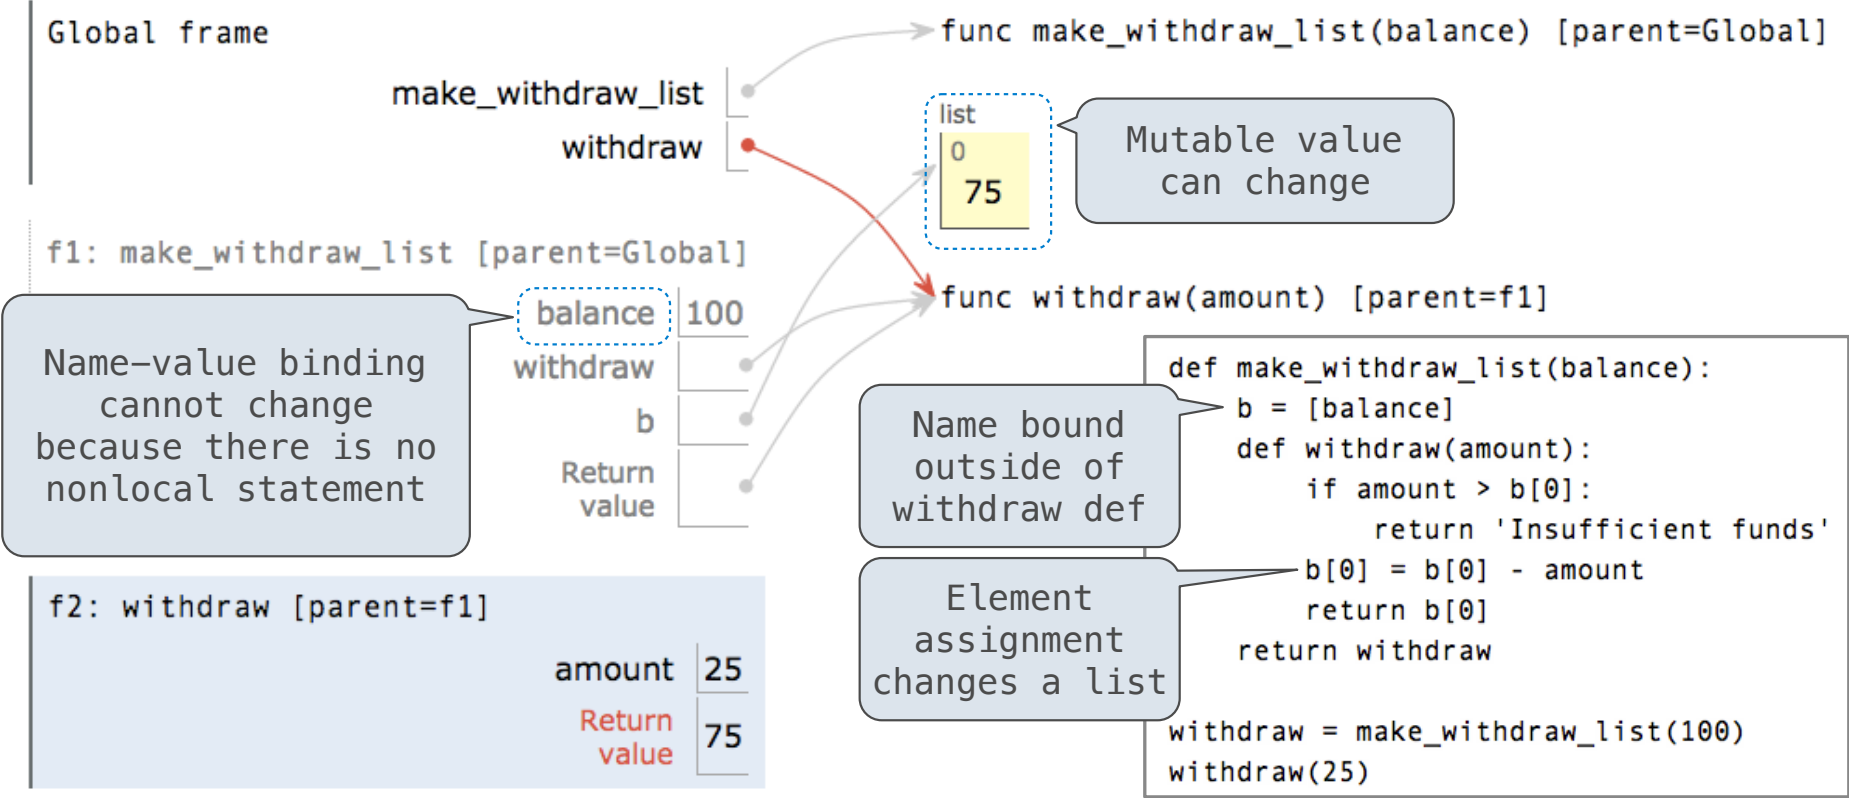 Global frame
make_withdraw_list
withdraw
func make_withdraw_list(balance) [parent=Global]
list
0
75
Mutable value
can change
f1: make_withdraw_list [parent=Global]
balance 100
withdraw
b
Return
value
func withdraw(amount) [parent=f1]
Name–value binding
cannot change
because there is no
nonlocal statement
f2: withdraw [parent=f1]
amount 25
Return
value 75
Name bound
outside of
withdraw def
Element
assignment
changes a list
def make_withdraw_list(balance):
    b = [balance]
    def withdraw(amount):
        if amount > b[0]:
            return 'Insufficient funds'
        b[0] = b[0] - amount
        return b[0]
    return withdraw
withdraw = make_withdraw_list(100)
withdraw(25)